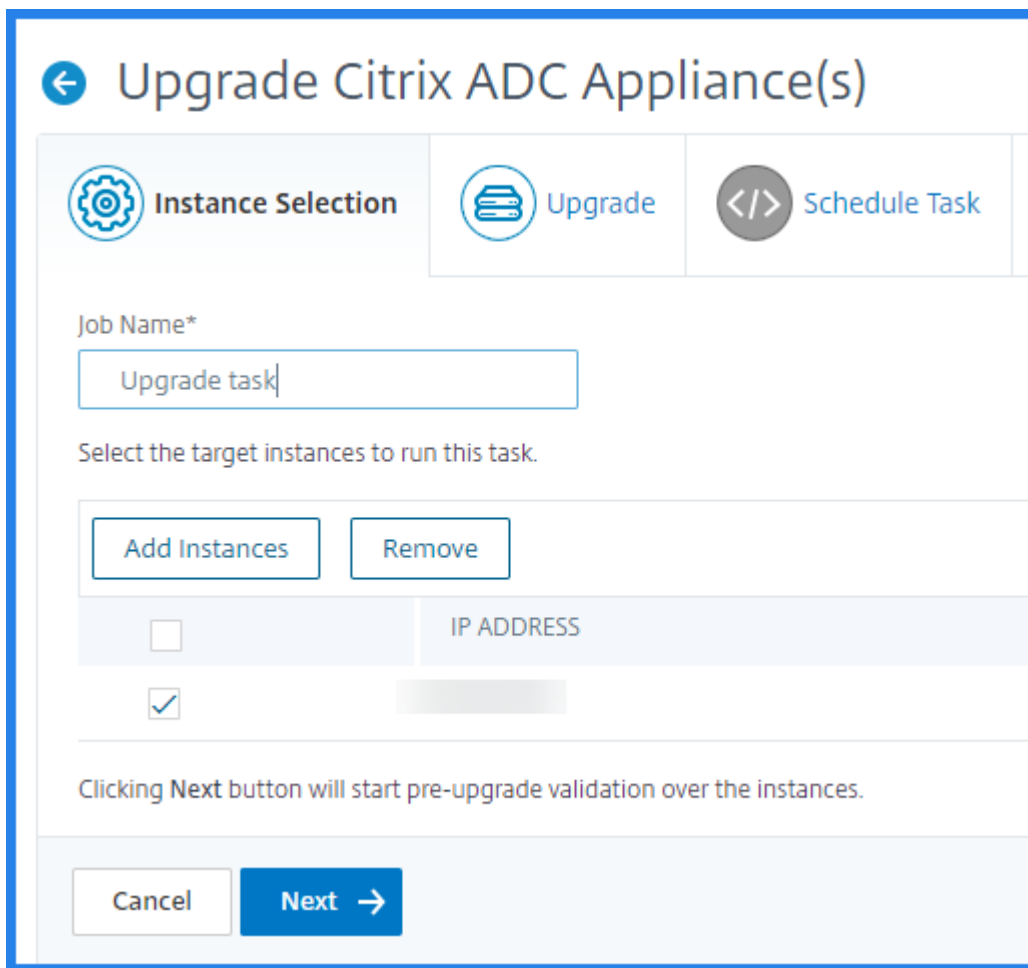 Upgrade Citrix ADC Appliance(s)
Instance Selection
Upgrade
</> Schedule Task
Job Name*
Upgrade task
Select the target instances to run this task.
Add Instances
Remove
IP ADDRESS
Clicking Next button will start pre-upgrade validation over the instances.
Cancel
Next →